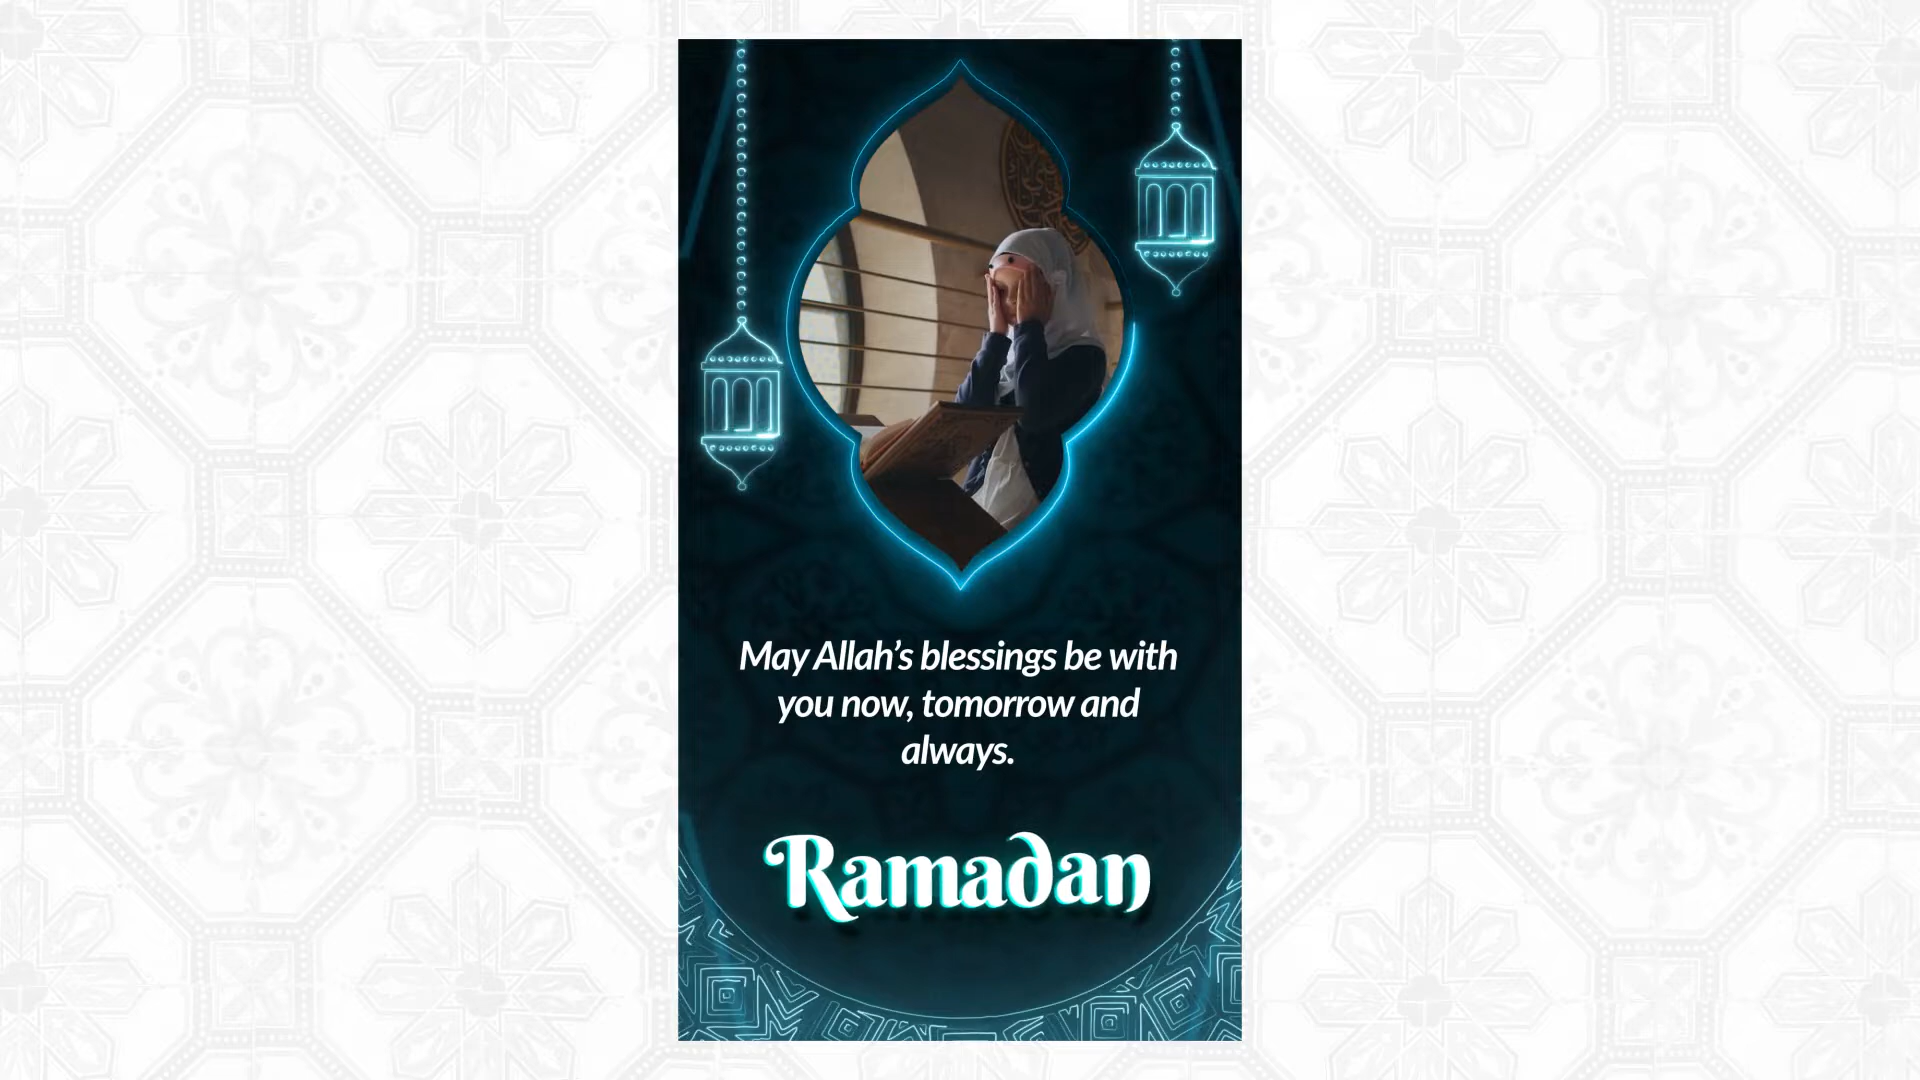 May Allah’s blessings be with
you now, tomorrow and
always.
Ramadan